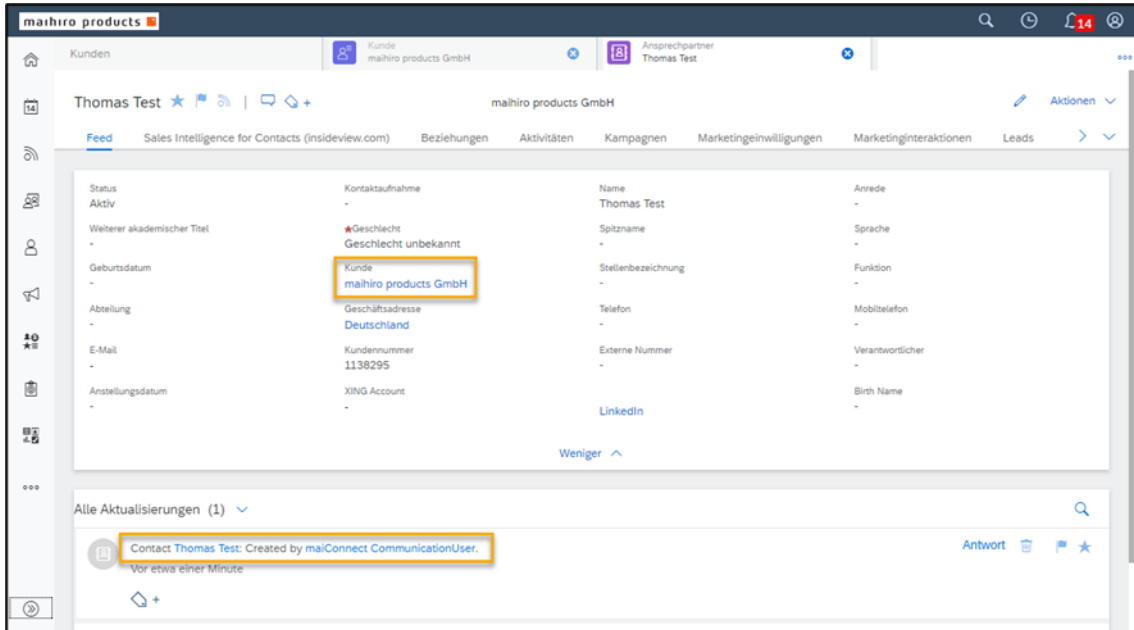 maihiro products
14
Kunden
Kunde
maihiro products GmbH
Ansprechpartner
Thomas Test
14
Thomas Test
maihiro products GmbH
Aktionen
Feed Sales Intelligence for Contacts (insideview.com) Beziehungen Aktivitäten Kampagnen Marketingeinwilligungen Marketinginteraktionen Leads
Status Kontaktaufnahme Name Anrede
Aktiv - Thomas Test -
Weiterer akademischer Titel *Geschlecht Spitzname Sprache
- Geschlecht unbekannt - -
Geburtsdatum Kunde Stellenbezeichnung Funktion
- maihiro products GmbH - -
Abteilung Geschäftsadresse Telefon Mobiltelefon
- Deutschland - -
E-Mail Kundennummer Externe Nummer Verantwortlicher
- 1138295 - -
Anstellungsdatum XING Account Birth Name
- - LinkedIn -
Weniger
Alle Aktualisierungen (1)
Contact Thomas Test: Created by maiConnect CommunicationUser.
Antwort
Vor etwa einer Minute